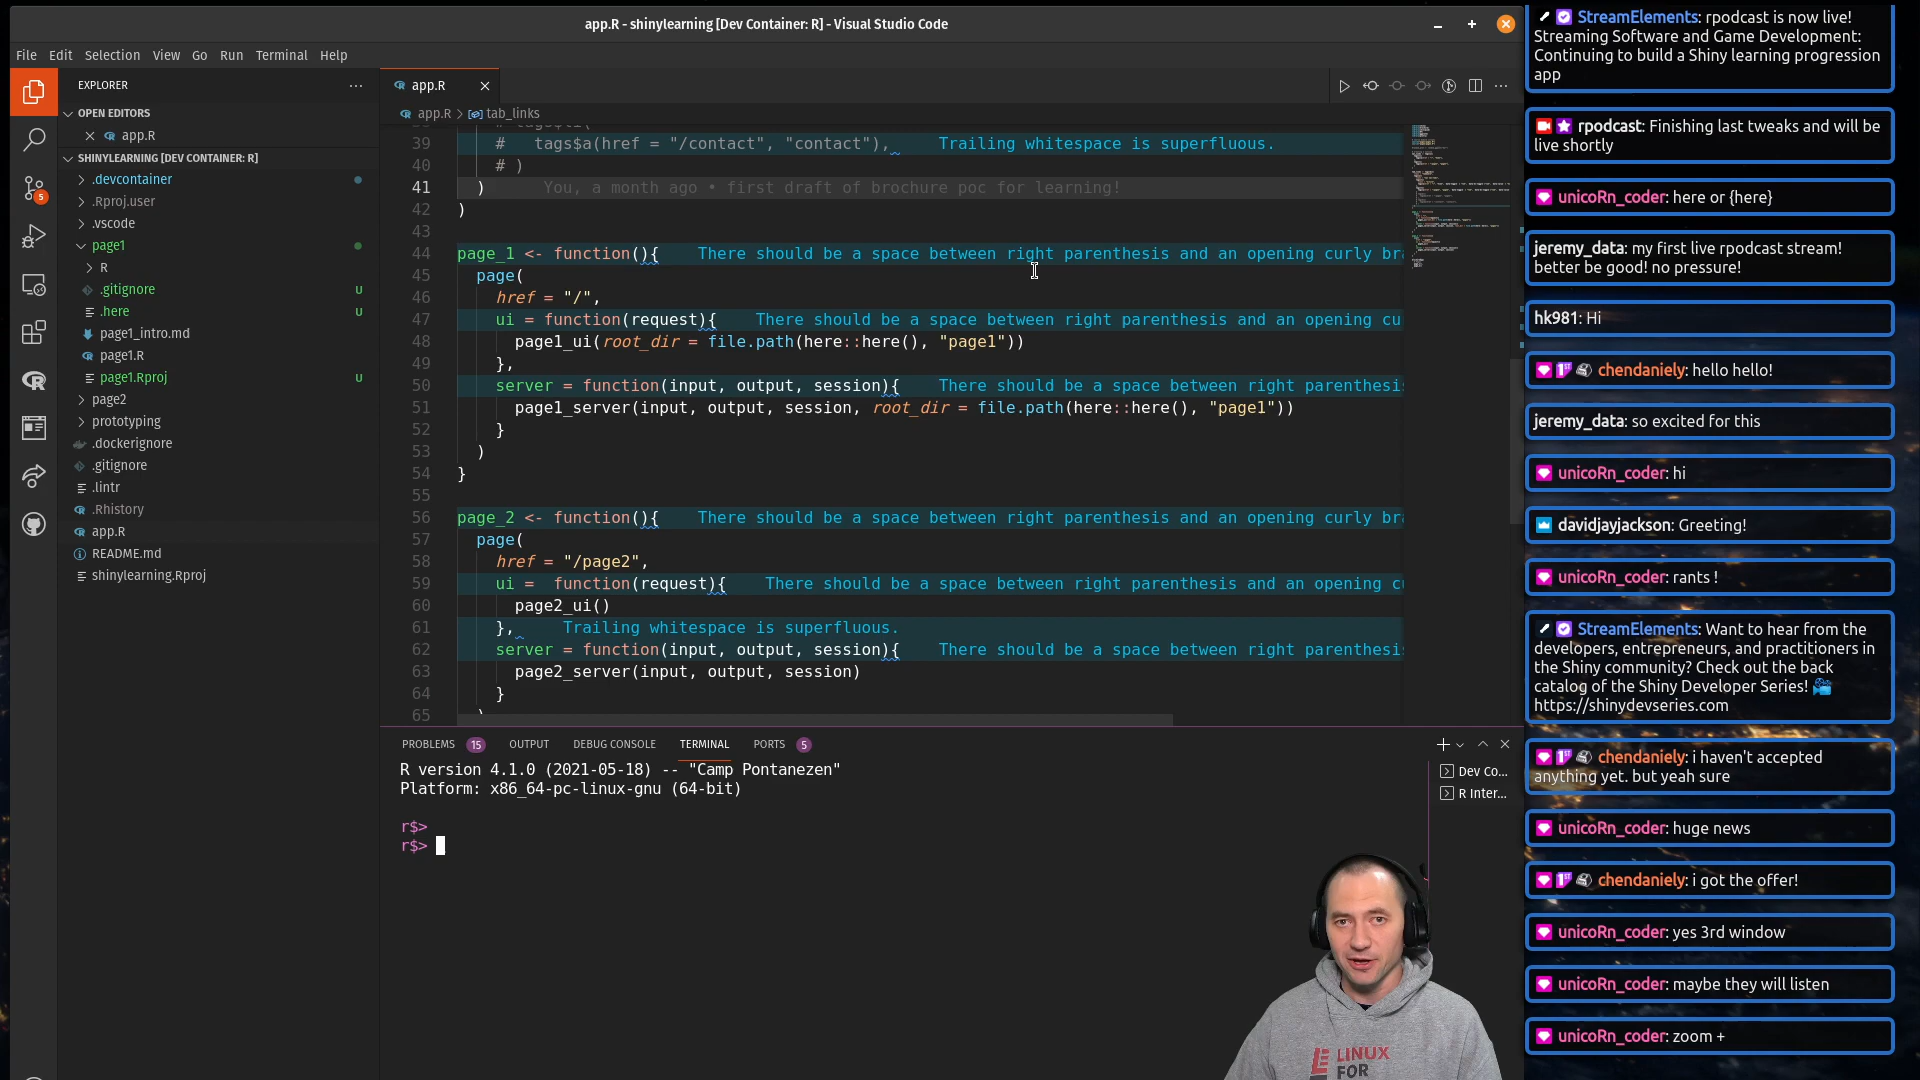 app.R - shinylearning [Dev Container: R] - Visual Studio Code
File Edit Selection View Go Run Terminal Help
EXPLORER
OPEN EDITORS
app.R
SHINYLEARNING [DEV CONTAINER: R]
.devcontainer
.Rproj.user
.vscode
page1
R
.gitignore U
.here U
page1_intro.md
page1.R
page1.Rproj U
page2
prototyping
.dockerignore
.gitignore
.lintr
.Rhistory
app.R
README.md
shinylearning.Rproj
5
app.R
app.R > tab_links
39 # tags$a(href = "/contact", "contact"), Trailing whitespace is superfluous.
40 # )
41 ) You, a month ago • first draft of brochure poc for learning!
42 )
43
44 page_1 <- function(){ There should be a space between right parenthesis and an opening curly br
45 page(
46 href = "/",
47 ui = function(request){ There should be a space between right parenthesis and an opening cu
48 page1_ui(root_dir = file.path(here::here(), "page1"))
49 },
50 server = function(input, output, session){ There should be a space between right parenthesi
51 page1_server(input, output, session, root_dir = file.path(here::here(), "page1"))
52 }
53 )
54 }
55
56 page_2 <- function(){ There should be a space between right parenthesis and an opening curly br
57 page(
58 href = "/page2",
59 ui =  function(request){ There should be a space between right parenthesis and an opening c
60 page2_ui()
61 }, Trailing whitespace is superfluous.
62 server = function(input, output, session){ There should be a space between right parenthesi
63 page2_server(input, output, session)
64 }
65
PROBLEMS 15 OUTPUT DEBUG CONSOLE TERMINAL PORTS 5
R version 4.1.0 (2021-05-18) -- "Camp Pontanezen"
Platform: x86_64-pc-linux-gnu (64-bit)
r$>
r$>
Dev Co...
R Inter...
LINUX
FOR
StreamElements: rpodcast is now live!
Streaming Software and Game Development:
Continuing to build a Shiny learning progression
app
rpodcast: Finishing last tweaks and will be
live shortly
unicoRn_coder: here or {here}
jeremy_data: my first live rpodcast stream!
better be good! no pressure!
hk981: Hi
chendaniely: hello hello!
jeremy_data: so excited for this
unicoRn_coder: hi
davidjayjackson: Greeting!
unicoRn_coder: rants !
StreamElements: Want to hear from the
developers, entrepreneurs, and practitioners in
the Shiny community? Check out the back
catalog of the Shiny Developer Series!
https://shinydevseries.com
chendaniely: i haven't accepted
anything yet. but yeah sure
unicoRn_coder: huge news
chendaniely: i got the offer!
unicoRn_coder: yes 3rd window
unicoRn_coder: maybe they will listen
unicoRn_coder: zoom +